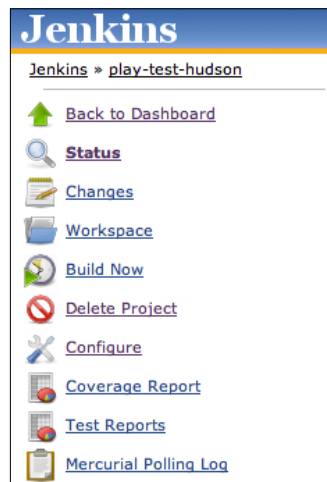 Jenkins
Jenkins » play-test-hudson
Back to Dashboard
Status
Changes
Workspace
Build Now
Delete Project
Configure
Coverage Report
Test Reports
Mercurial Polling Log